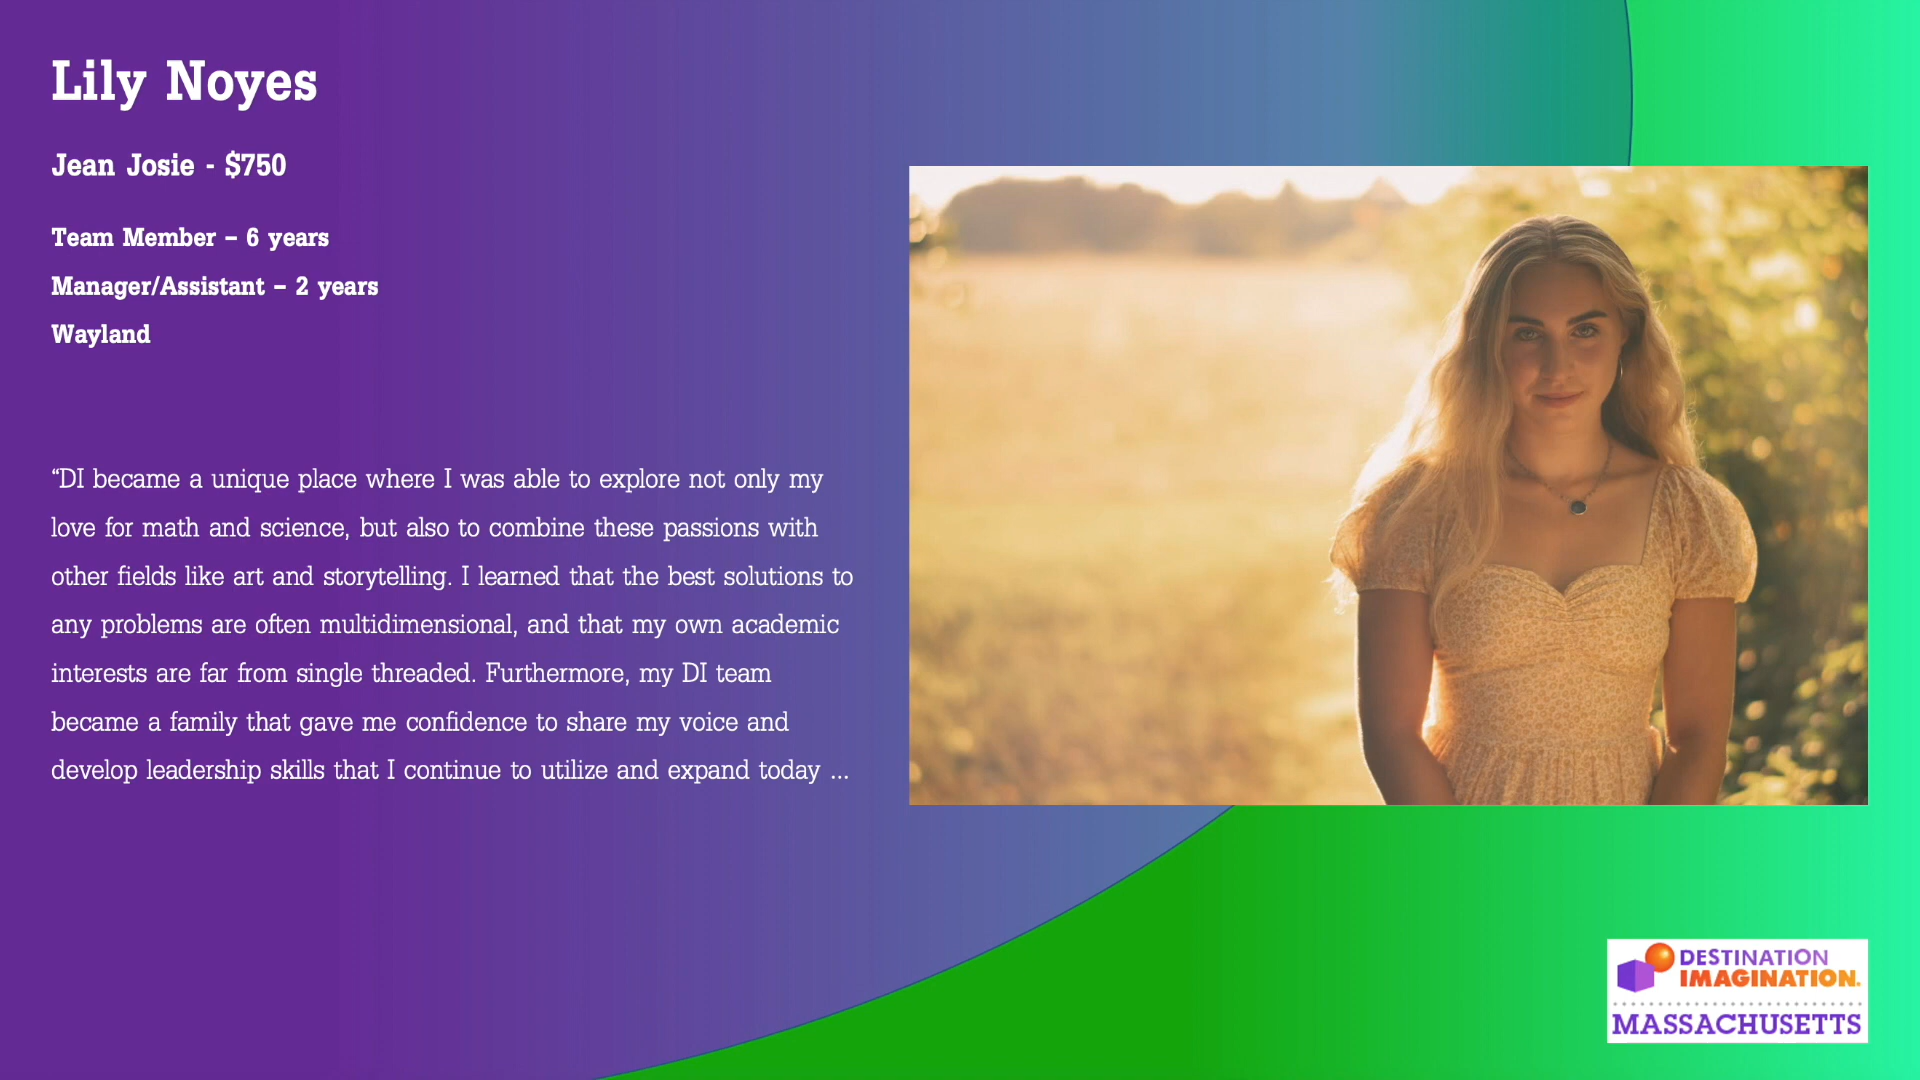 Lily Noyes
Jean Josie - $750
Team Member – 6 years
Manager/Assistant – 2 years
Wayland
“DI became a unique place where I was able to explore not only my
love for math and science, but also to combine these passions with
other fields like art and storytelling. I learned that the best solutions to
any problems are often multidimensional, and that my own academic
interests are far from single threaded. Furthermore, my DI team
became a family that gave me confidence to share my voice and
develop leadership skills that I continue to utilize and expand today ...
DESTINATION
IMAGINATION.
MASSACHUSETTS